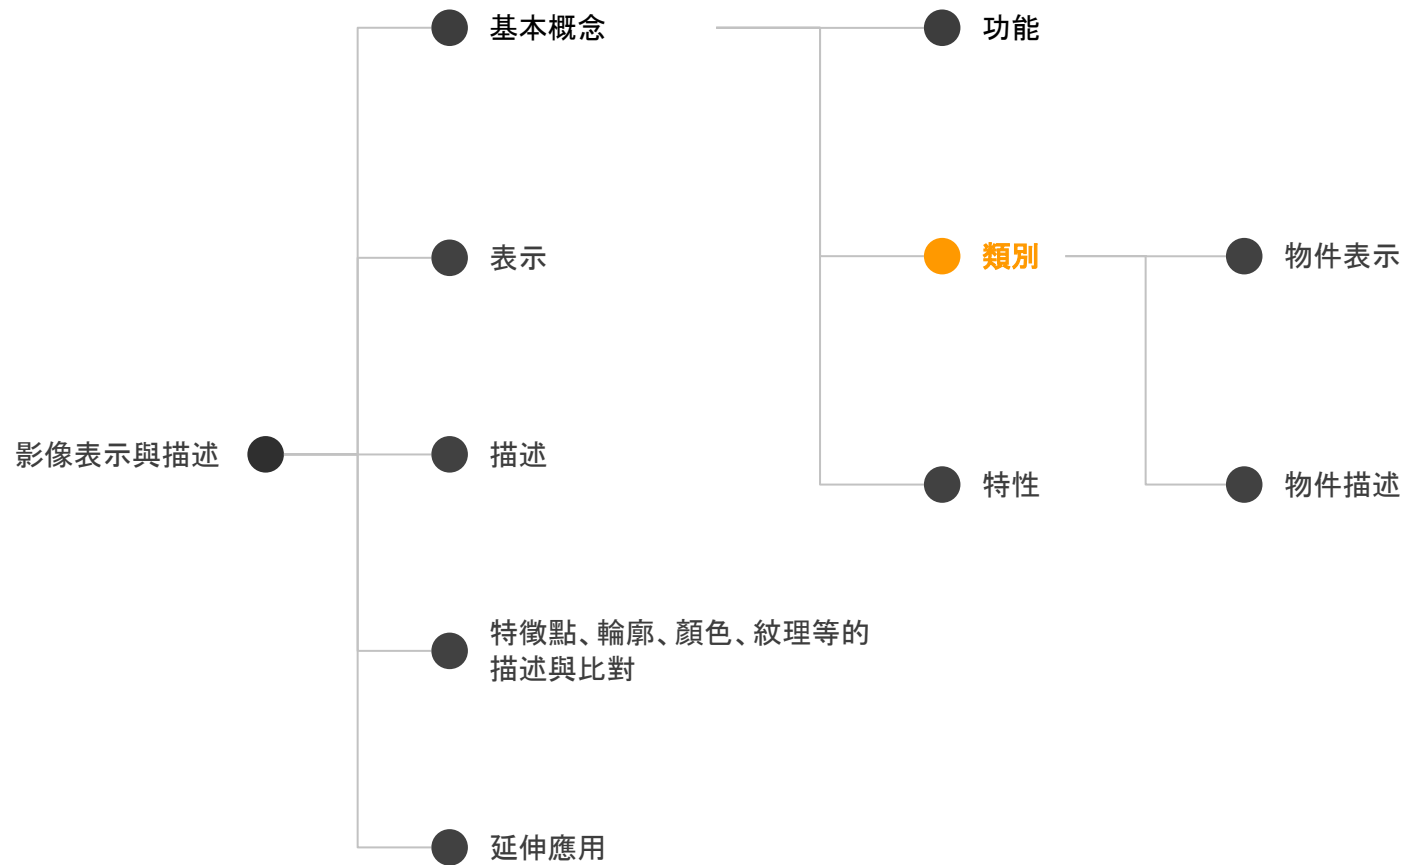 基本概念
功能
表示
類別
物件表示
影像表示與描述
描述
特性
物件描述
特徵點、輪廓、顏色、紋理等的
描述與比對
延伸應用